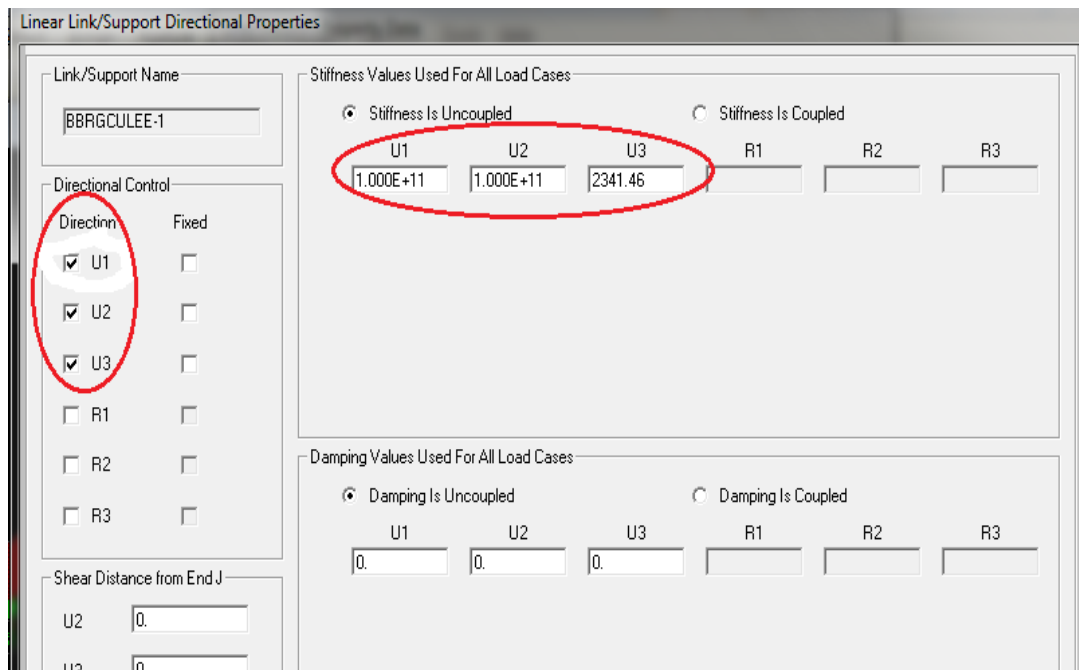 Linear Link/Support Directional Properties
Link/Support Name
BBRGCULEE-1
Directional Control
Direction Fixed
U1
U2
U3
R1
R2
R3
Shear Distance from End J
U2 0.
Stiffness Values Used For All Load Cases
Stiffness Is Uncoupled Stiffness Is Coupled
U1 U2 U3 R1 R2 R3
1.000E+11 1.000E+11 2341.46
Damping Values Used For All Load Cases
Damping Is Uncoupled Damping Is Coupled
U1 U2 U3 R1 R2 R3
0. 0. 0.